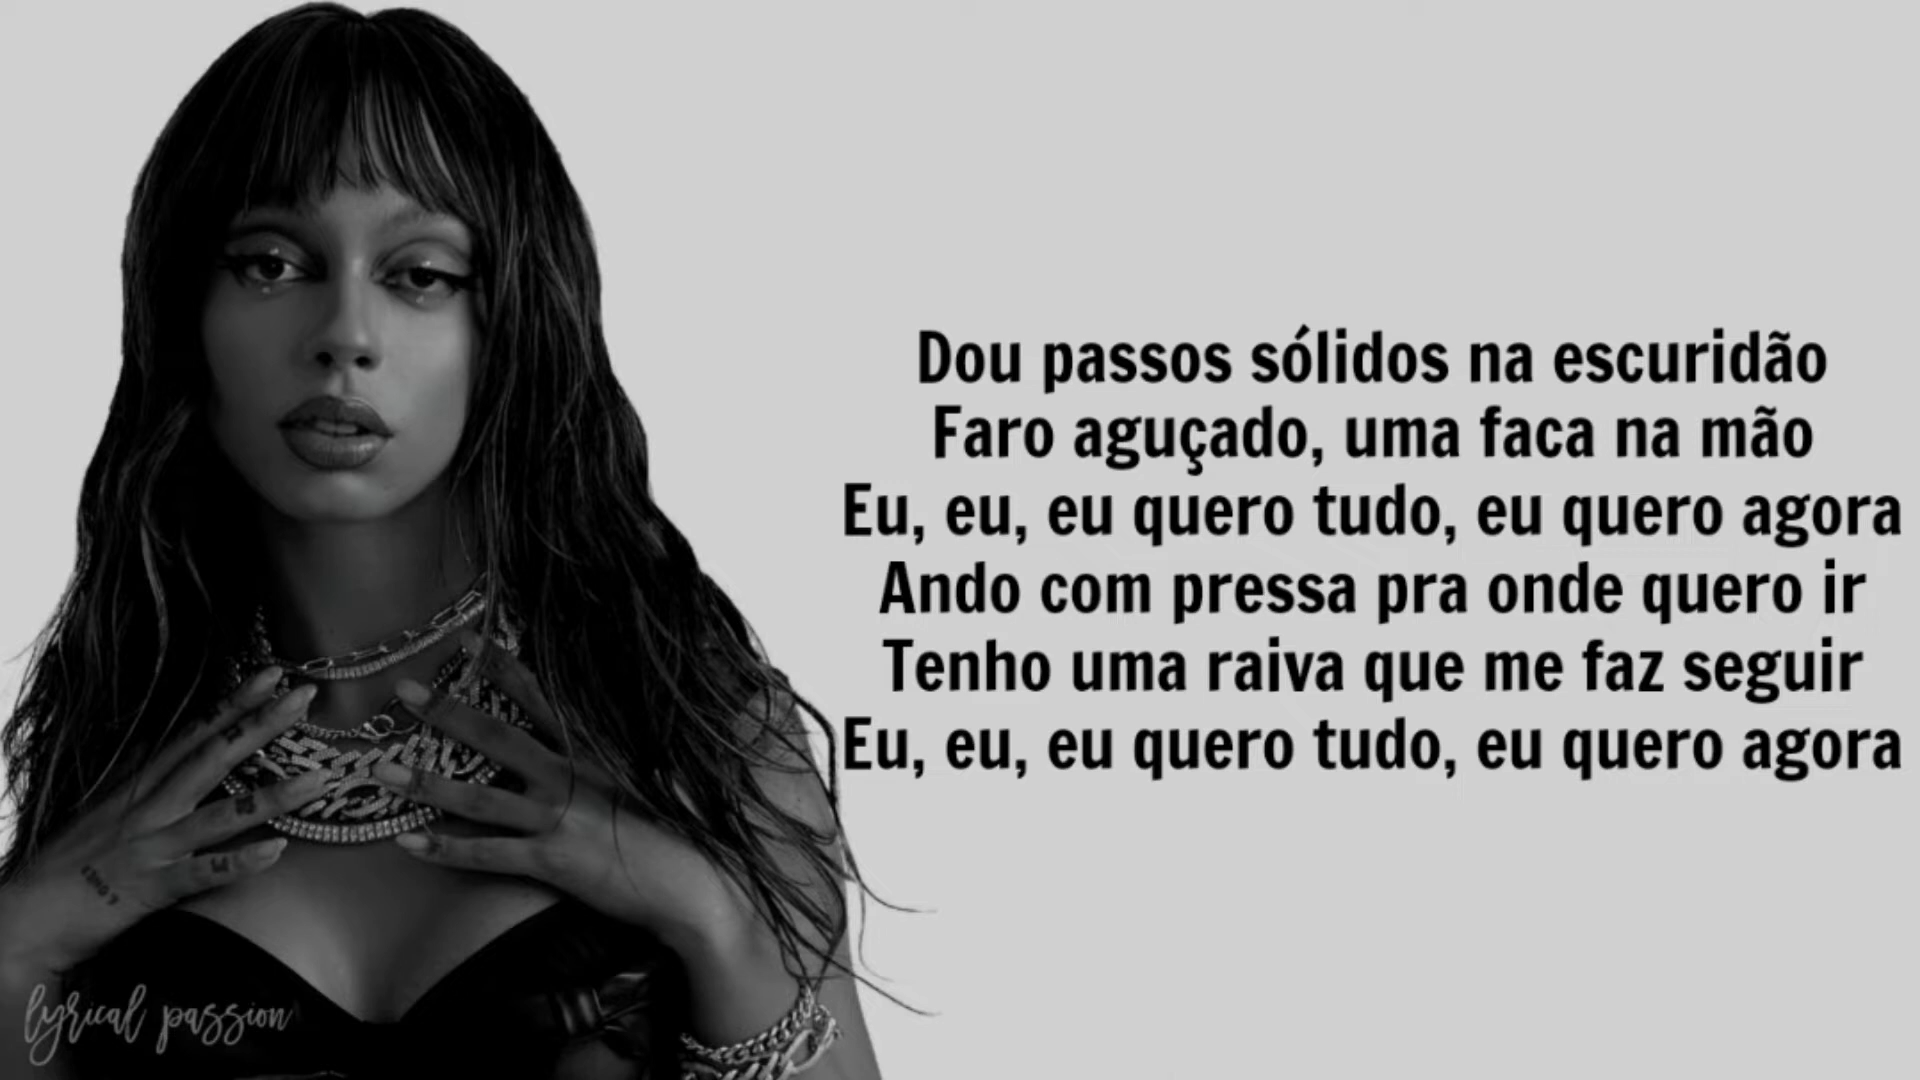 Dou passos sólidos na escuridão
Faro aguçado, uma faca na mão
Eu, eu, eu quero tudo, eu quero agora
Ando com pressa pra onde quero ir
Tenho uma raiva que me faz seguir
Eu, eu, eu quero tudo, eu quero agora
lyrical passion